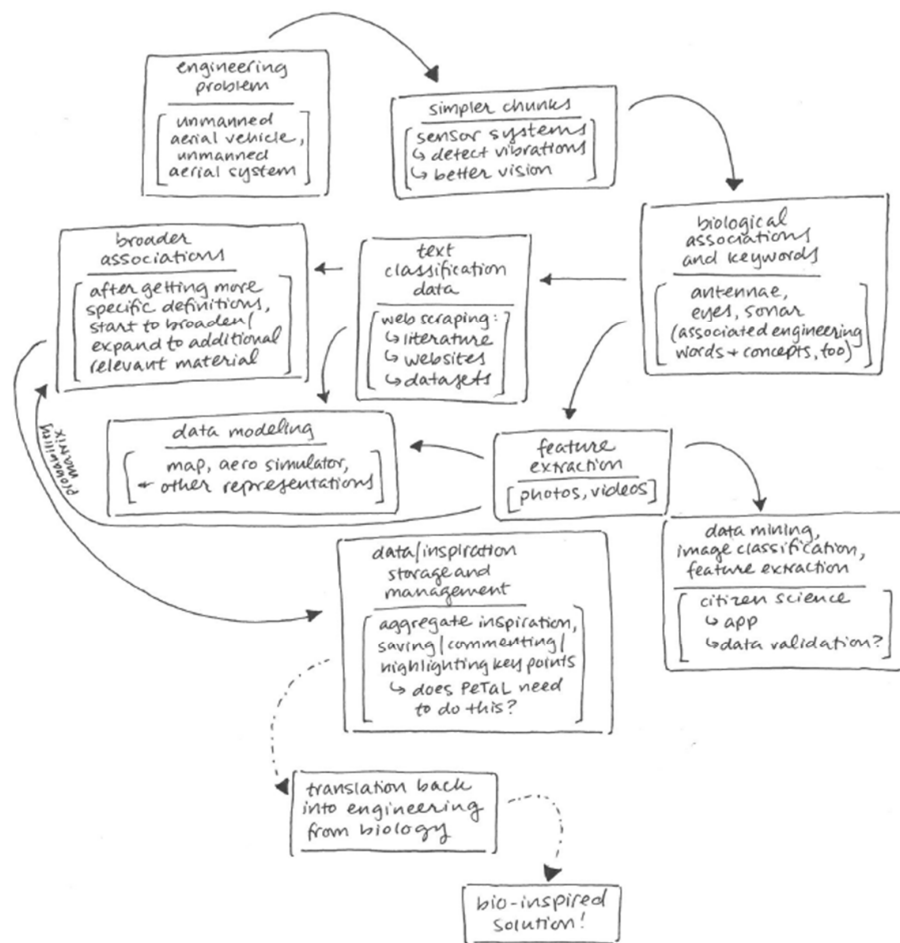 engineering
problem
unmanned
aerial vehicle,
unmanned
aerial system
simpler chunks
sensor systems
↳ detect vibrations
↳ better vision
biological
associations
and keywords
antennae,
eyes, sonar
(associated engineering
words + concepts, too)
text
classification
data
web scraping:
↳ literature
↳ websites
↳ datasets
broader
associations
after getting more
specific definitions,
start to broaden/
expand to additional
relevant material
probability
matrix
data modeling
map, aero simulator,
+ other representations
feature
extraction
[photos, videos]
data mining,
image classification,
feature extraction
citizen science
↳ app
↳ data validation?
data/inspiration
storage and
management
aggregate inspiration,
saving/commenting/
highlighting key points
↳ does PeTaL need
to do this?
translation back
into engineering
from biology
bio-inspired
solution!